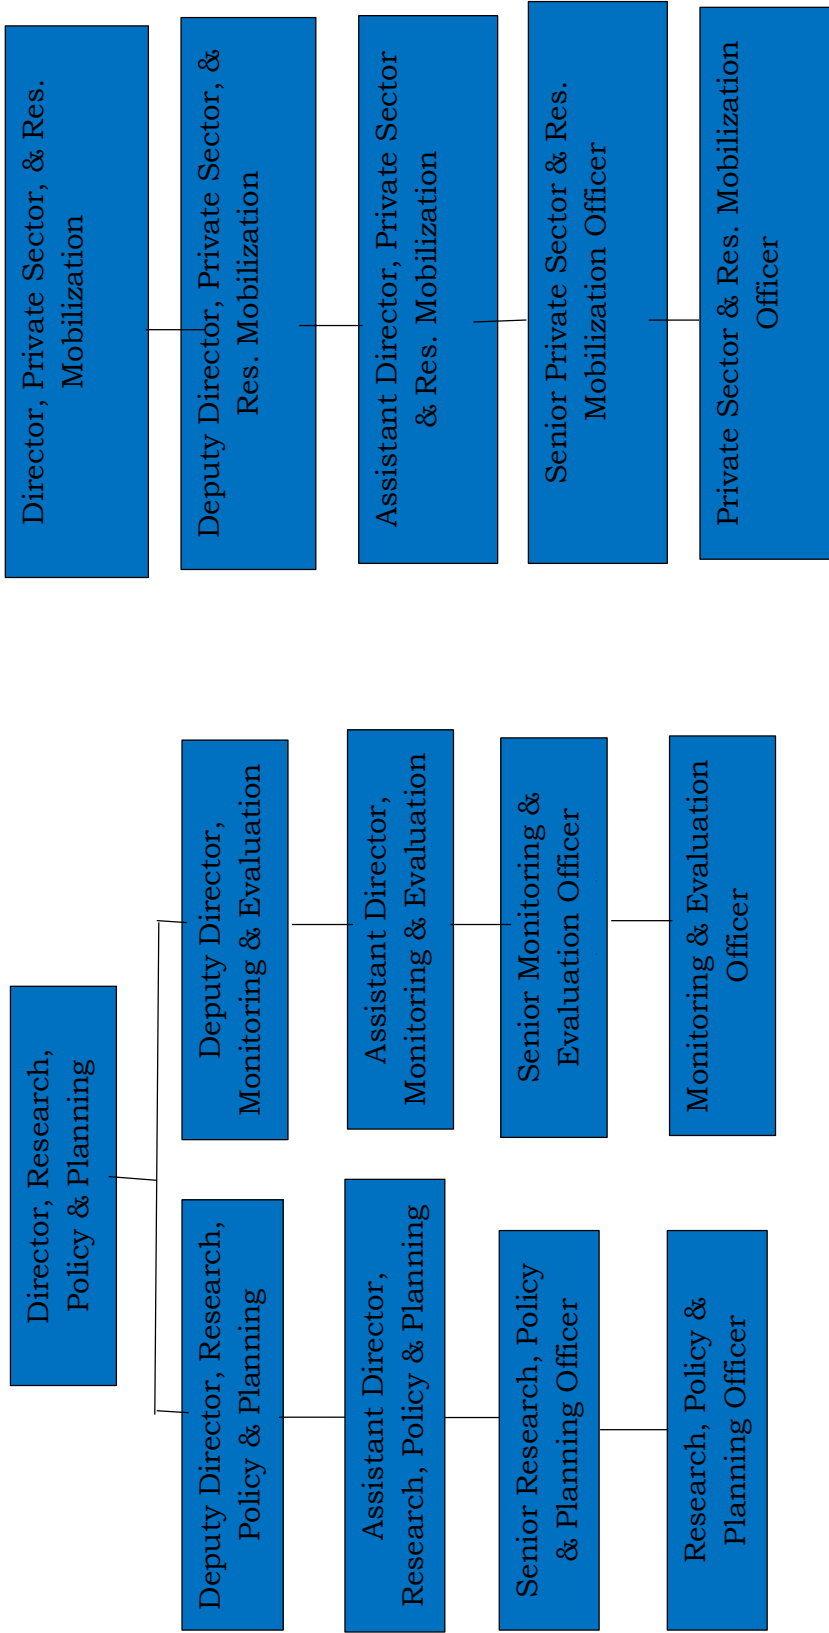 Director, Research,
Policy & Planning
Deputy Director, Research,
Policy & Planning
Assistant Director,
Research, Policy & Planning
Senior Research, Policy
& Planning Officer
Research, Policy &
Planning Officer
Deputy Director,
Monitoring & Evaluation
Assistant Director,
Monitoring & Evaluation
Senior Monitoring &
Evaluation Officer
Monitoring & Evaluation
Officer
Director, Private Sector, & Res.
Mobilization
Deputy Director, Private Sector, &
Res. Mobilization
Assistant Director, Private Sector
& Res. Mobilization
Senior Private Sector & Res.
Mobilization Officer
Private Sector & Res. Mobilization
Officer